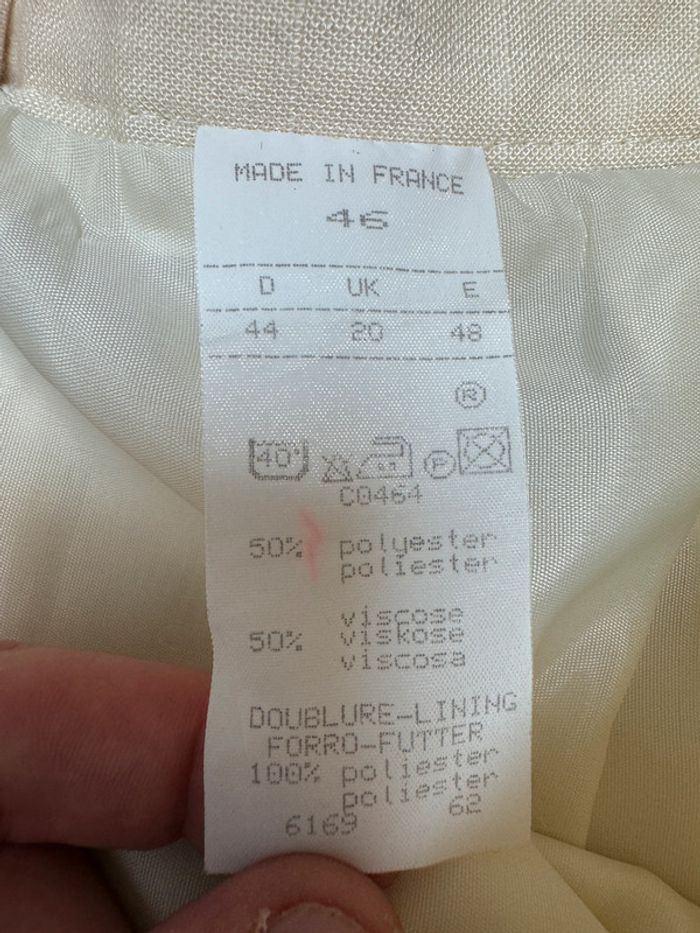 MADE IN FRANCE
46
D UK E
44 20 48
®
40° P
C0464
50% polyester
poliester
viscose
50% viskose
viscosa
DOUBLURE-LINING
FORRO-FUTTER
100% poliester
poliester
6169 62